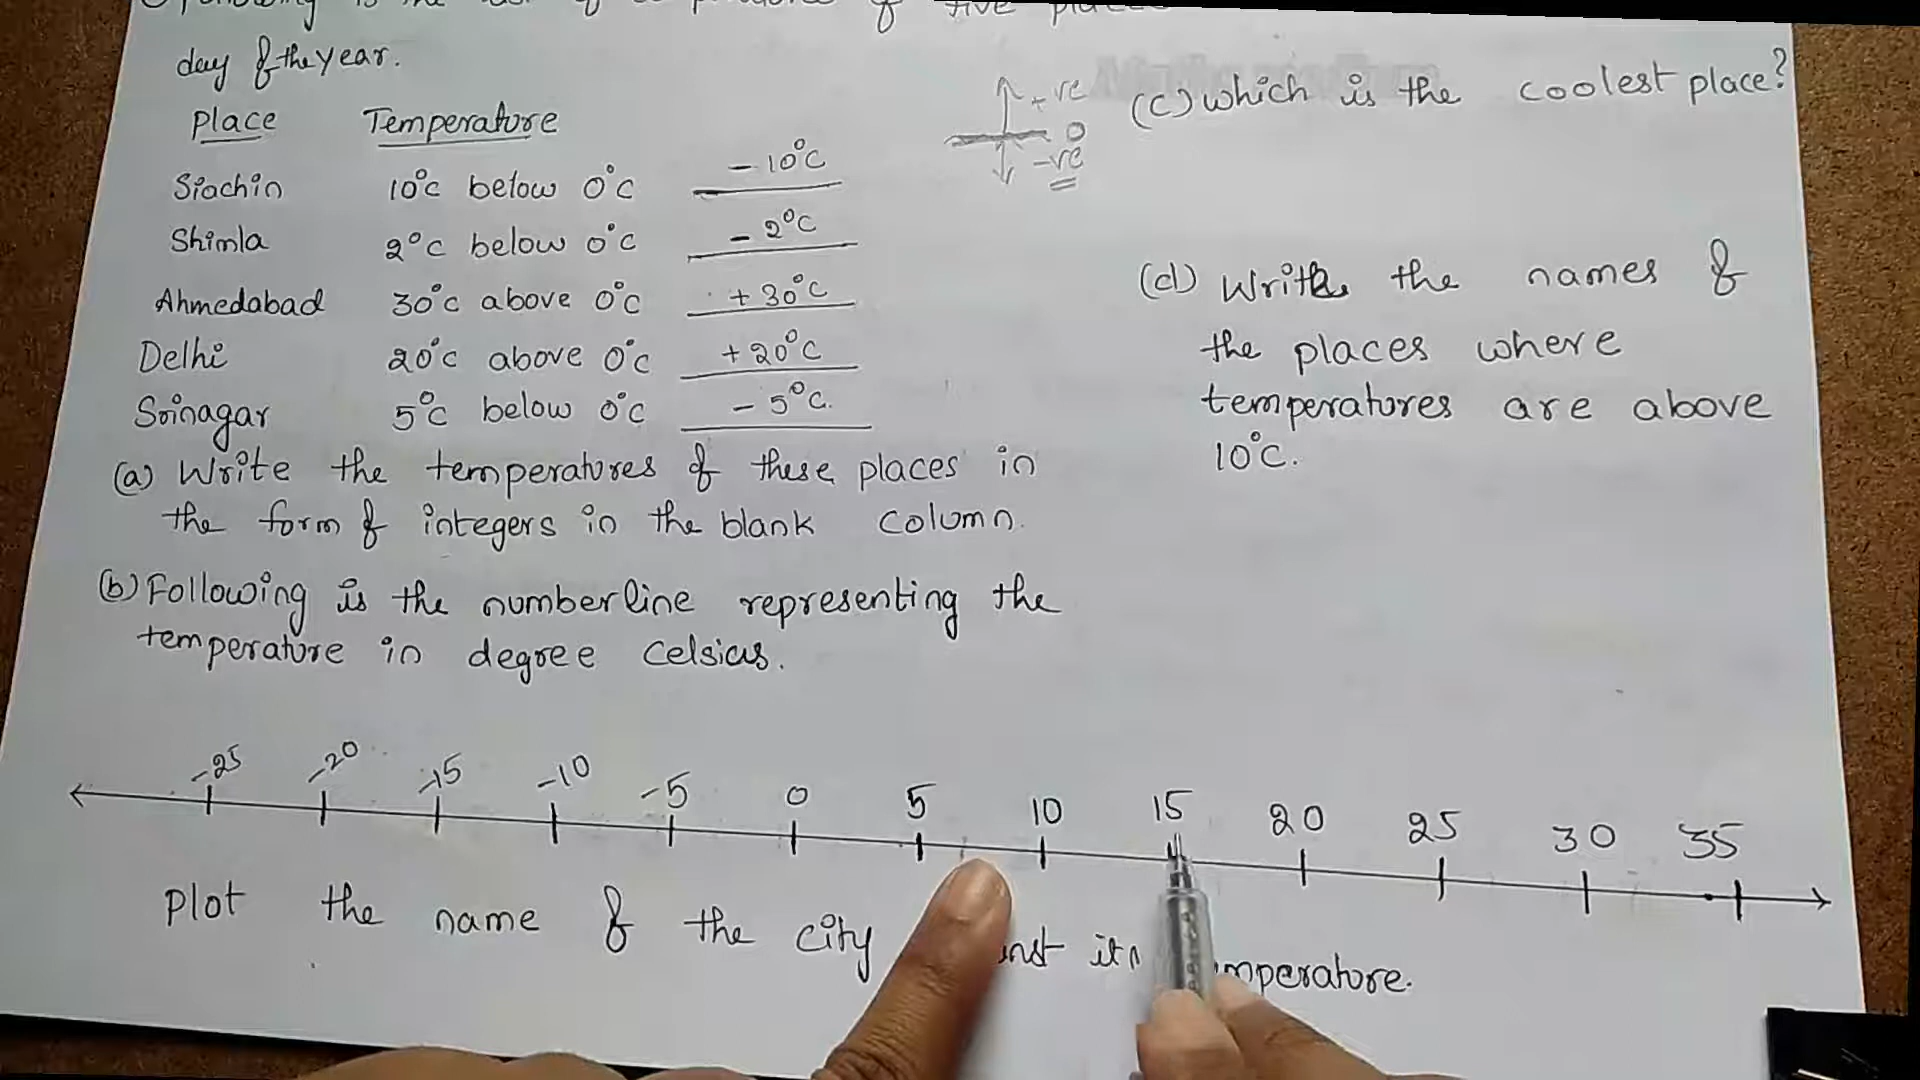 day of the year.
Place Temperature
Siachin 10°C below 0°C - 10°C
Shimla 2°C below 0°C - 2°C
Ahmedabad 30°C above 0°C + 30°C
Delhi 20°C above 0°C + 20°C
Srinagar 5°C below 0°C - 5°C.
(a) Write the temperatures of these places in
the form of integers in the blank column.
(b) Following is the numberline representing the
temperature in degree Celsius.
-25 -20 -15 -10 -5 0 5 10 15 20 25 30 35
Plot the name of the city temperature.
+ ve
0
-ve
(c) which is the coolest place?
(d) Write the names of
the places where
temperatures are above
10°C.